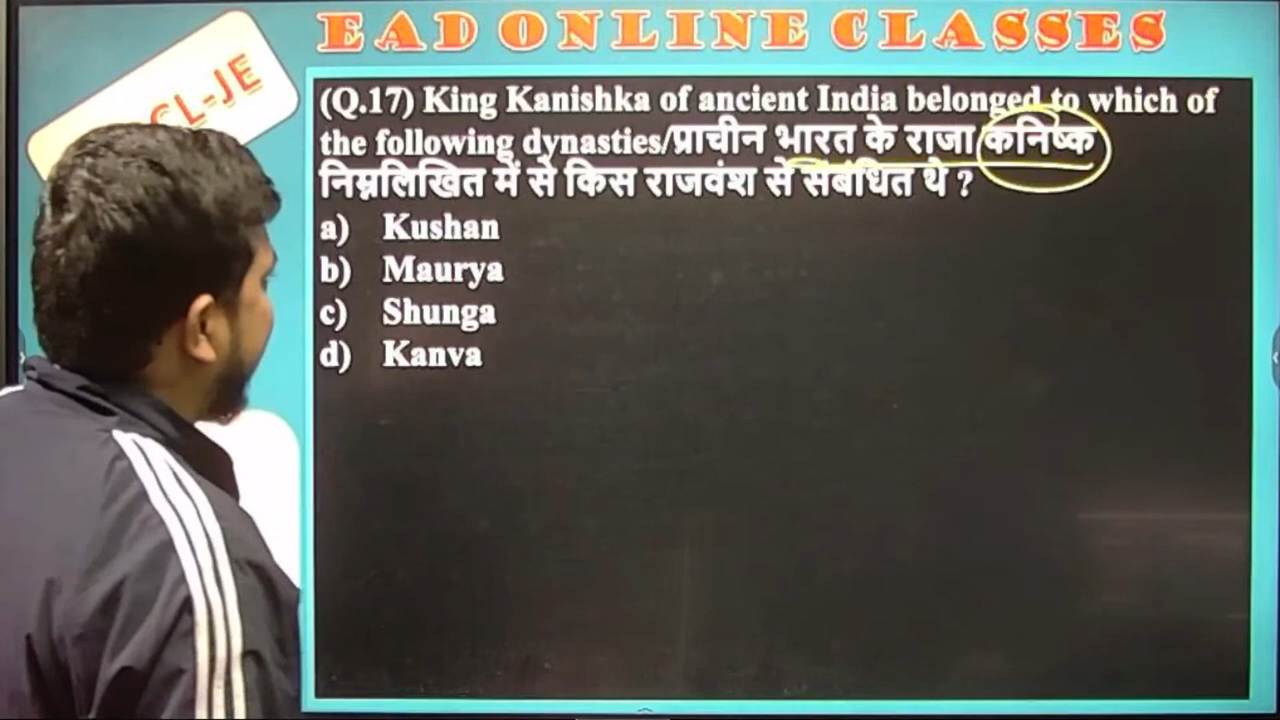 EAD ONLINE CLASSES
CL-JE
(Q.17) King Kanishka of ancient India belonged to which of
the following dynasties/प्राचीन भारत के राजा कनिष्क
निम्नलिखित में से किस राजवंश से संबंधित थे ?
a) Kushan
b) Maurya
c) Shunga
d) Kanva